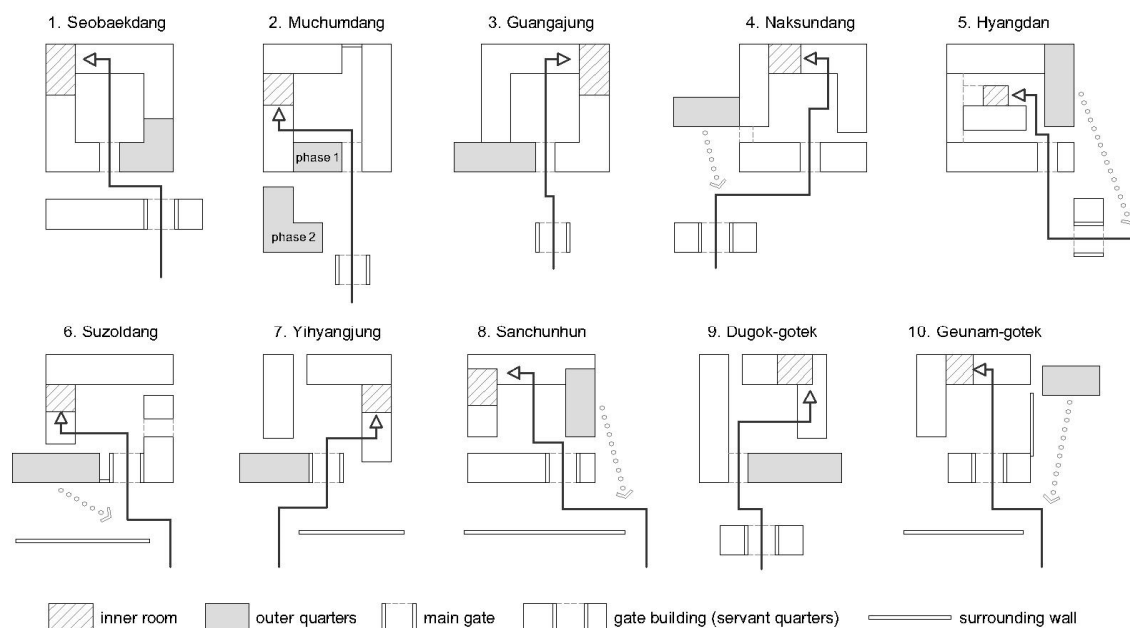 1. Seobaekdang
2. Muchumdang
3. Guangajung
4. Naksundang
5. Hyangdan
phase 1
phase 2
6. Suzoldang
7. Yihyangjung
8. Sanchunhun
9. Dugok-gotek
10. Geunam-gotek
inner room
outer quarters
main gate
gate building (servant quarters)
surrounding wall